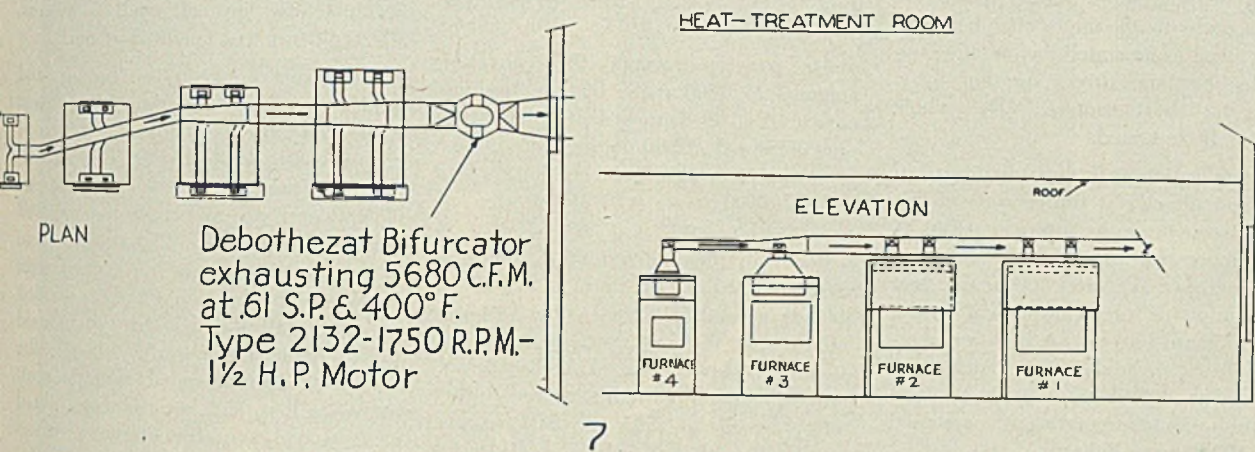 HEAT-TREATMENT ROOM
PLAN
Debothezat Bifurcator
exhausting 5680 C.F.M.
at .61 S.P. & 400°F.
Type 2132-1750 R.P.M.-
1½ H.P. Motor
ROOF
ELEVATION
FURNACE
#4
FURNACE
#3
FURNACE
#2
FURNACE
#1
7